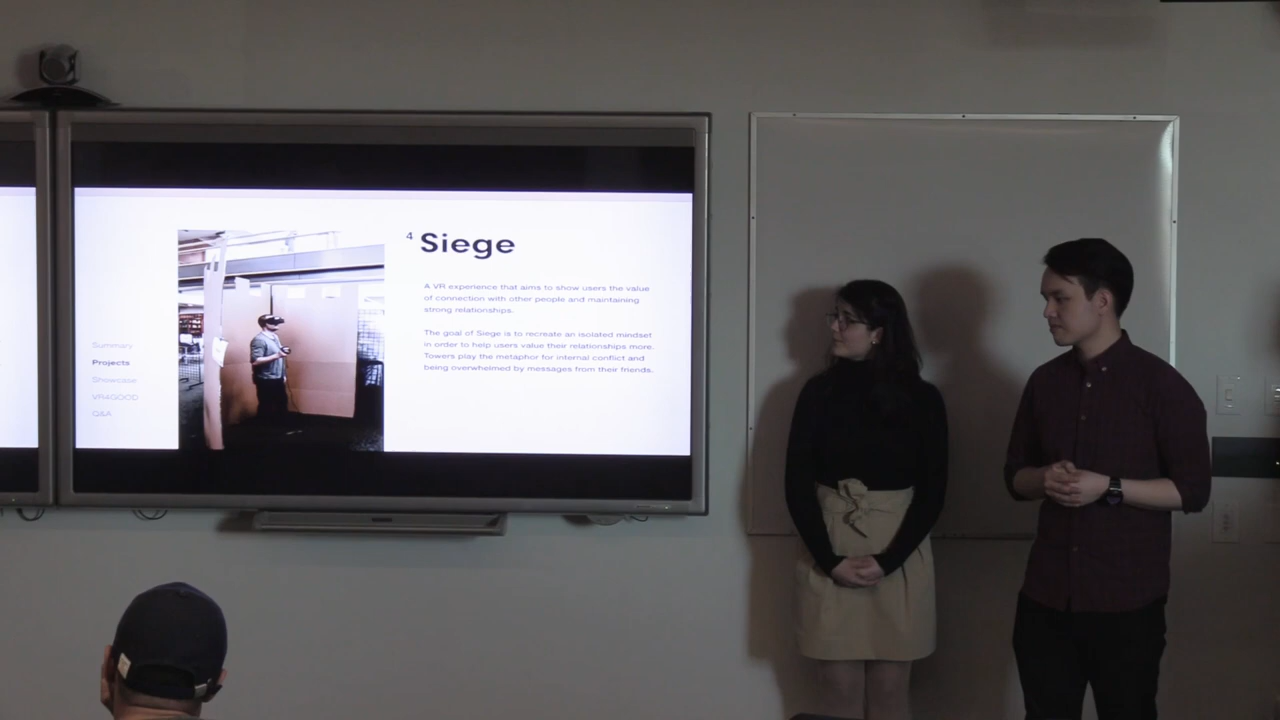 4 Siege
A VR experience that aims to show users the value
of connection with other people and maintaining
strong relationships.
The goal of Siege is to recreate an isolated mindset
in order to help users value their relationships more.
Towers play the metaphor for internal conflict and
being overwhelmed by messages from their friends.
Summary
Projects
Showcase
VR4GOOD
Q&A